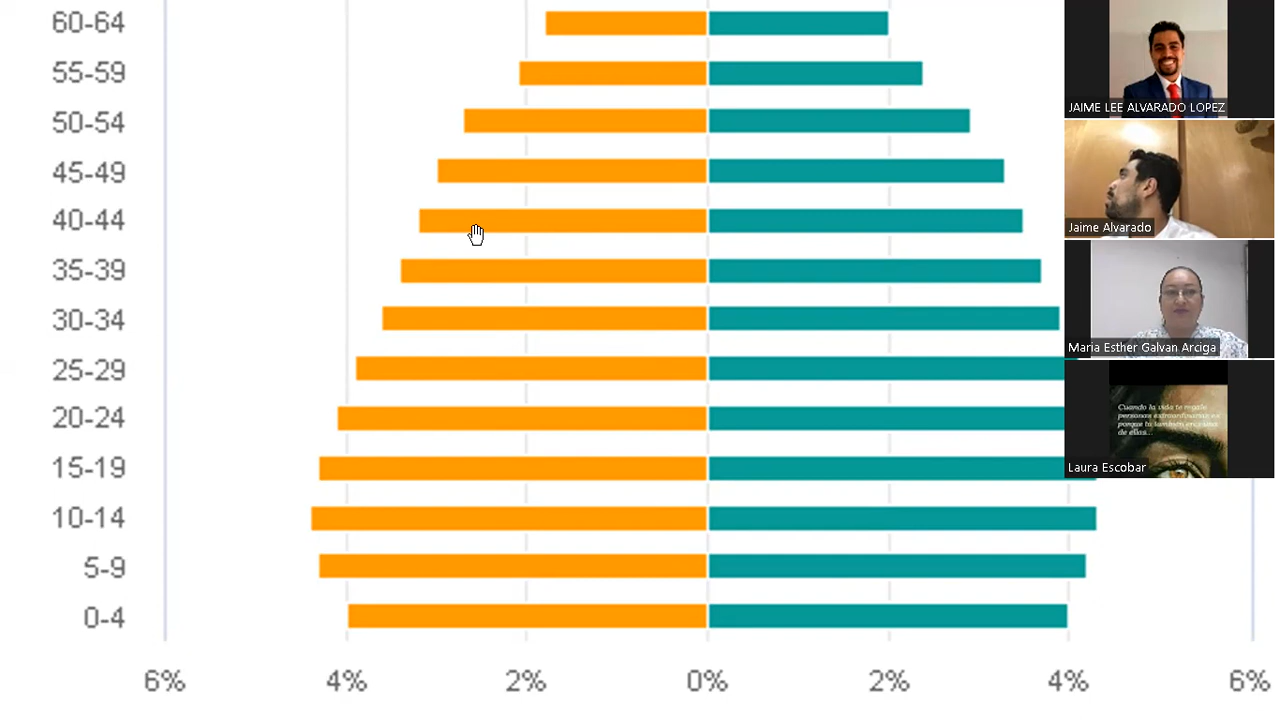 60-64
55-59
50-54
45-49
40-44
35-39
30-34
25-29
20-24
15-19
10-14
5-9
0-4
6% 4% 2% 0% 2% 4% 6%
JAIME LEE ALVARADO LOPEZ
Jaime Alvarado
Maria Esther Galvan Arciga
Cuando la vida te regale
personas extraordinarias es
porque tu
de ellas...
Laura Escobar